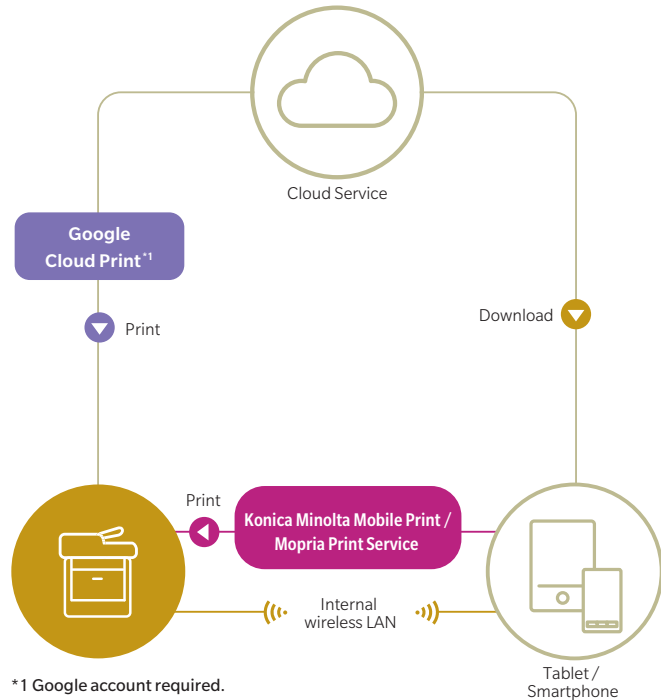 Cloud Service
Google
Cloud Print*1
Print
Download
Print
Konica Minolta Mobile Print /
Mopria Print Service
Internal
wireless LAN
Tablet /
Smartphone
*1 Google account required.